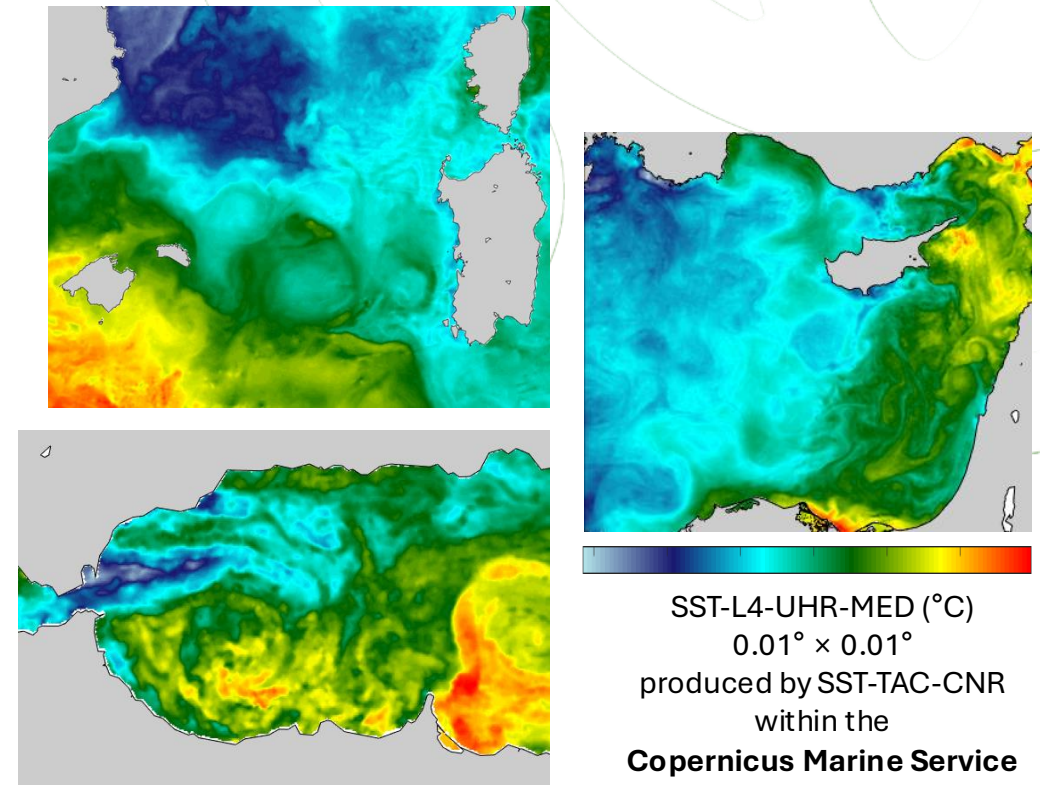 SST-L4-UHR-MED (°C)
0.01° × 0.01°
produced by SST-TAC-CNR
within the
Copernicus Marine Service